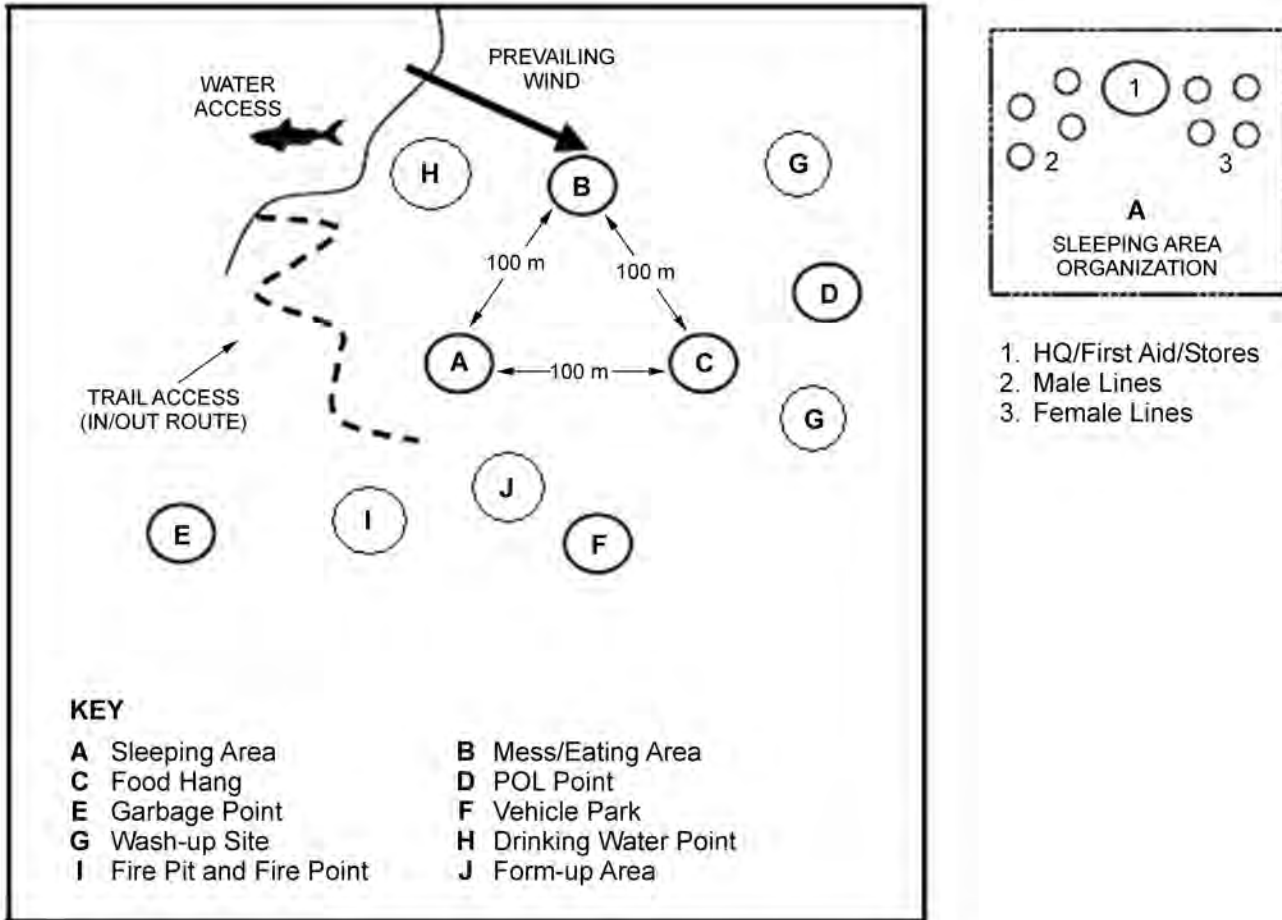 PREVAILING
WIND
WATER
ACCESS
H
B
G
100 m
100 m
D
A
100 m
C
TRAIL ACCESS
(IN/OUT ROUTE)
G
J
I
E
F
KEY
A Sleeping Area
B Mess/Eating Area
C Food Hang
D POL Point
E Garbage Point
F Vehicle Park
G Wash-up Site
H Drinking Water Point
I Fire Pit and Fire Point
J Form-up Area
1
2
3
A
SLEEPING AREA
ORGANIZATION
1. HQ/First Aid/Stores
2. Male Lines
3. Female Lines